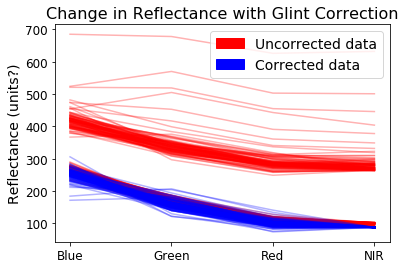 Change in Reflectance with Glint Correction
700
600
500
400
300
200
100
Reflectance (units?)
Uncorrected data
Corrected data
Blue
Green
Red
NIR